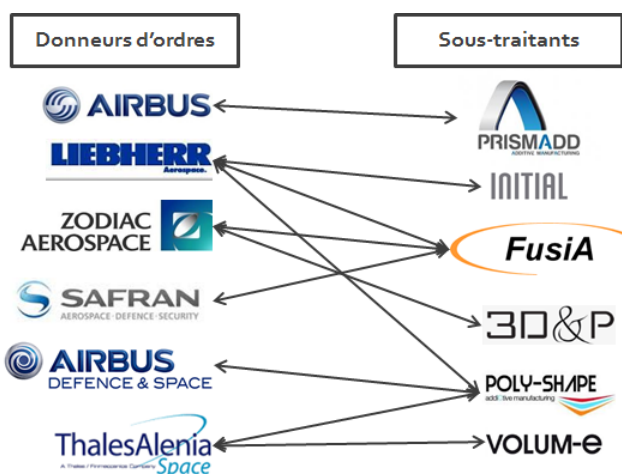 Donneurs d'ordres
Sous-traitants
AIRBUS
PRISMADD
ADDITIVE MANUFACTURING
LIEBHERR
Aerospace.
INITIAL
ZODIAC
AEROSPACE
FusiA
SAFRAN
AEROSPACE · DEFENCE · SECURITY
3D&P
AIRBUS
DEFENCE & SPACE
POLY-SHAPE
additive manufacturing
ThalesAlenia
A Thales / Finmeccanica Company
Space
VOLUM-e